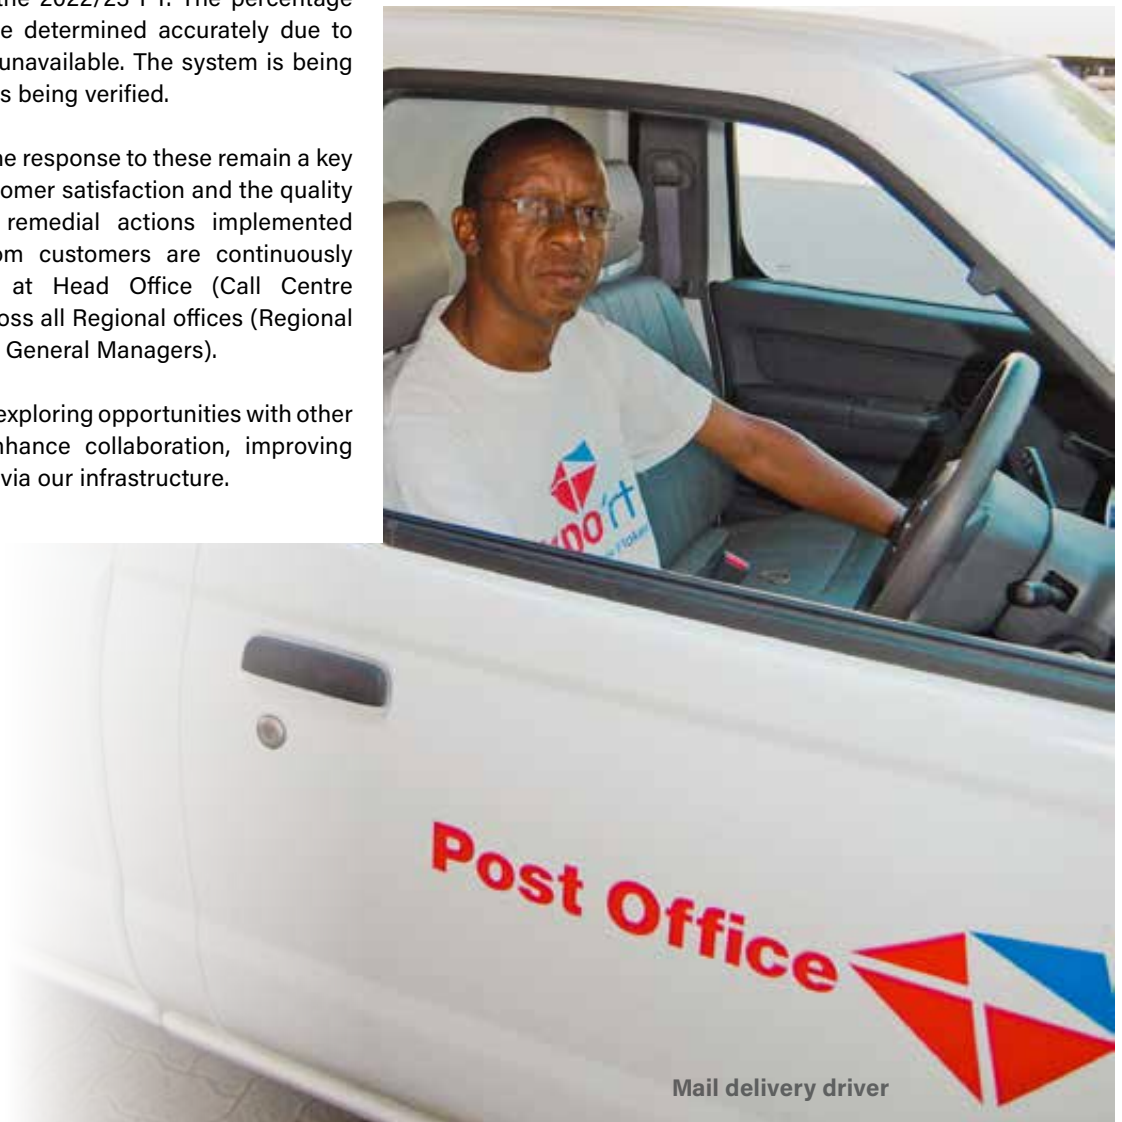 the 2022/23 FY. The percentage
e determined accurately due to
unavailable. The system is being
s being verified.
ne response to these remain a key
tomer satisfaction and the quality
remedial actions implemented
om customers are continuously
at Head Office (Call Centre
oss all Regional offices (Regional
General Managers).
exploring opportunities with other
nhance collaboration, improving
via our infrastructure.
Post Office
Mail delivery driver